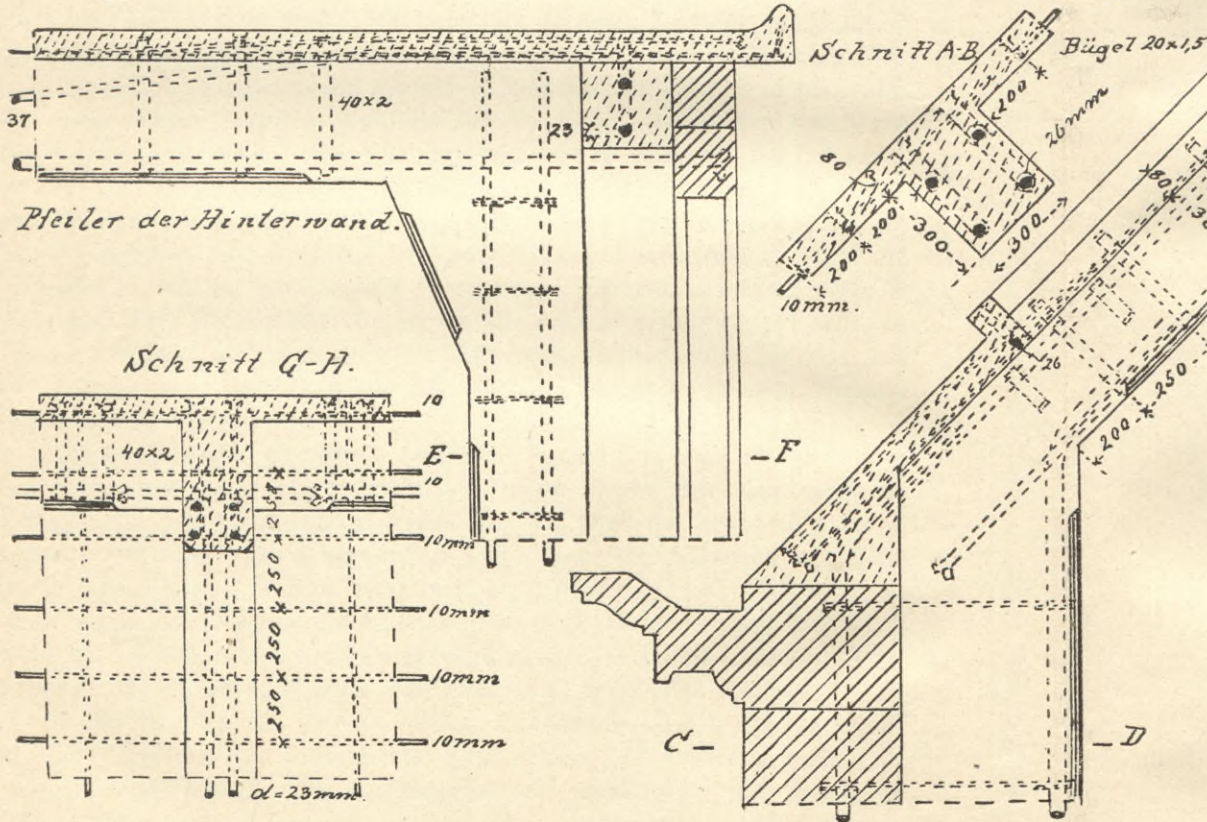 Schnitt A-B
Bügel 20×1,5
40×2
37
23
200
26mm
80
80
200 × 200
300
300
10mm.
Pfeiler der Hinterwand.
Schnitt G-H.
26
200 × 250
10
40×2
E
F
10
10mm
250 × 250 × 250 × 250
10mm
10mm
10mm
C
D
d=23mm.